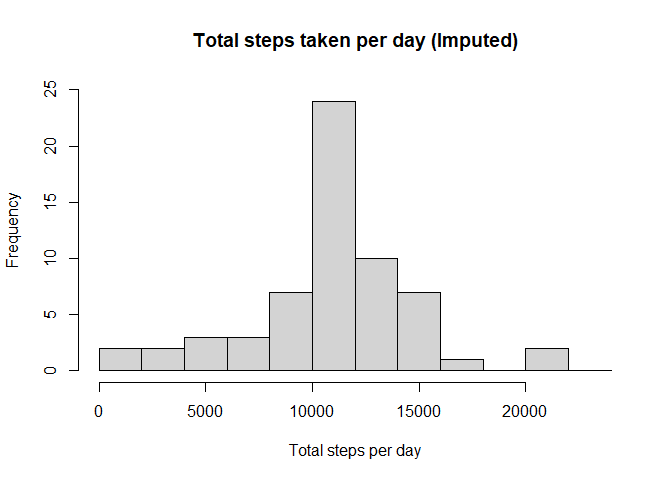 Total steps taken per day (Imputed)
25
20
15
10
5
0
Frequency
0 5000 10000 15000 20000
Total steps per day